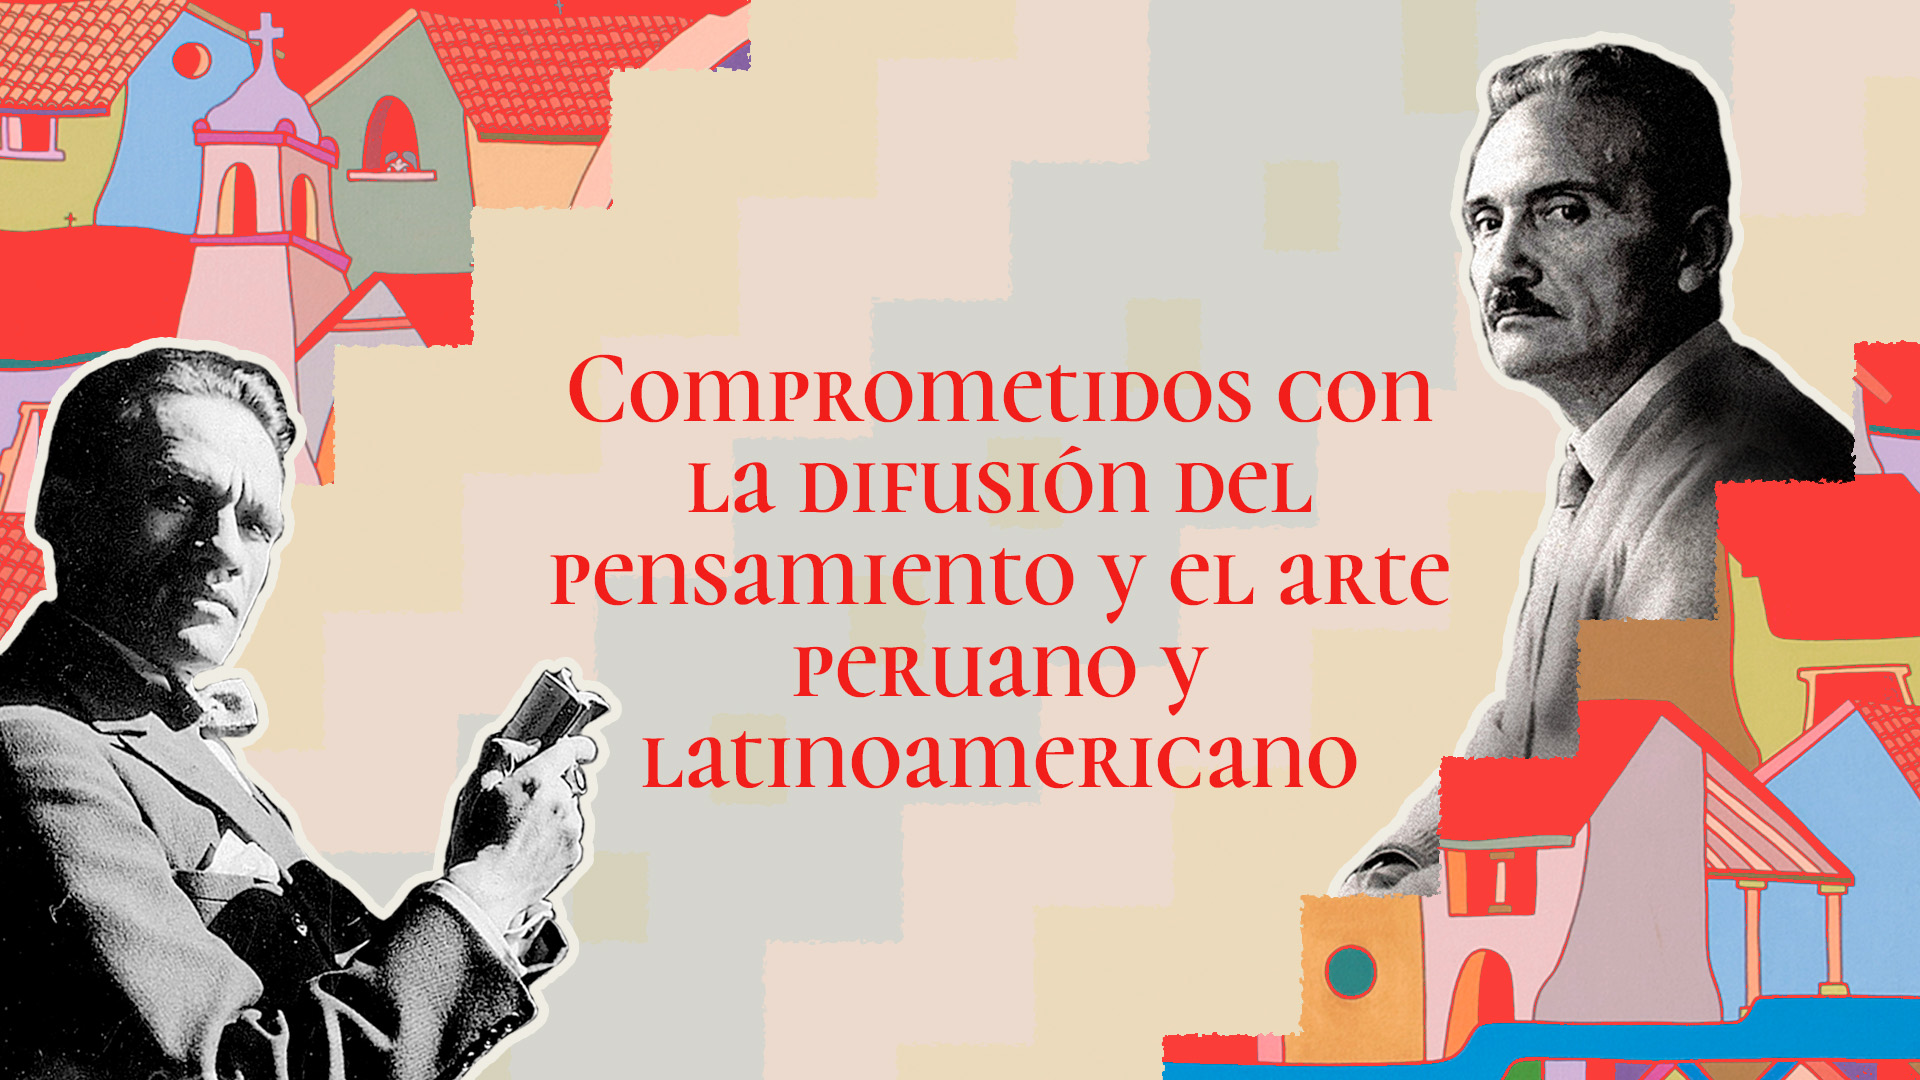 Comprometidos con
la difusión del
pensamiento y el arte
peruano y
latinoamericano